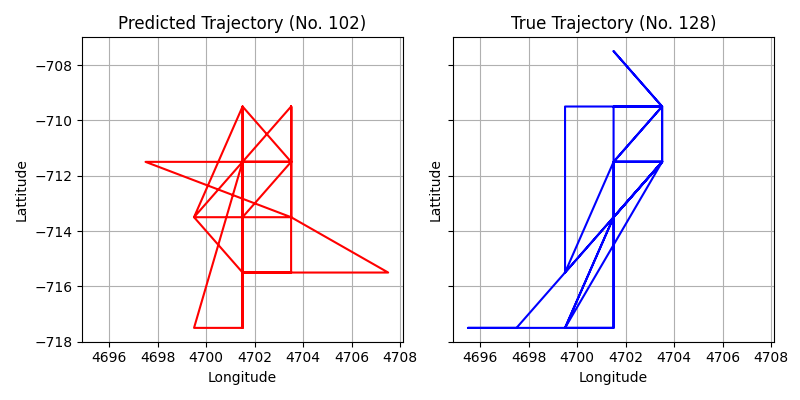 Predicted Trajectory (No. 102)
True Trajectory (No. 128)
Lattitude
−708
−710
−712
−714
−716
−718
4696 4698 4700 4702 4704 4706 4708
Longitude
Lattitude
4696 4698 4700 4702 4704 4706 4708
Longitude